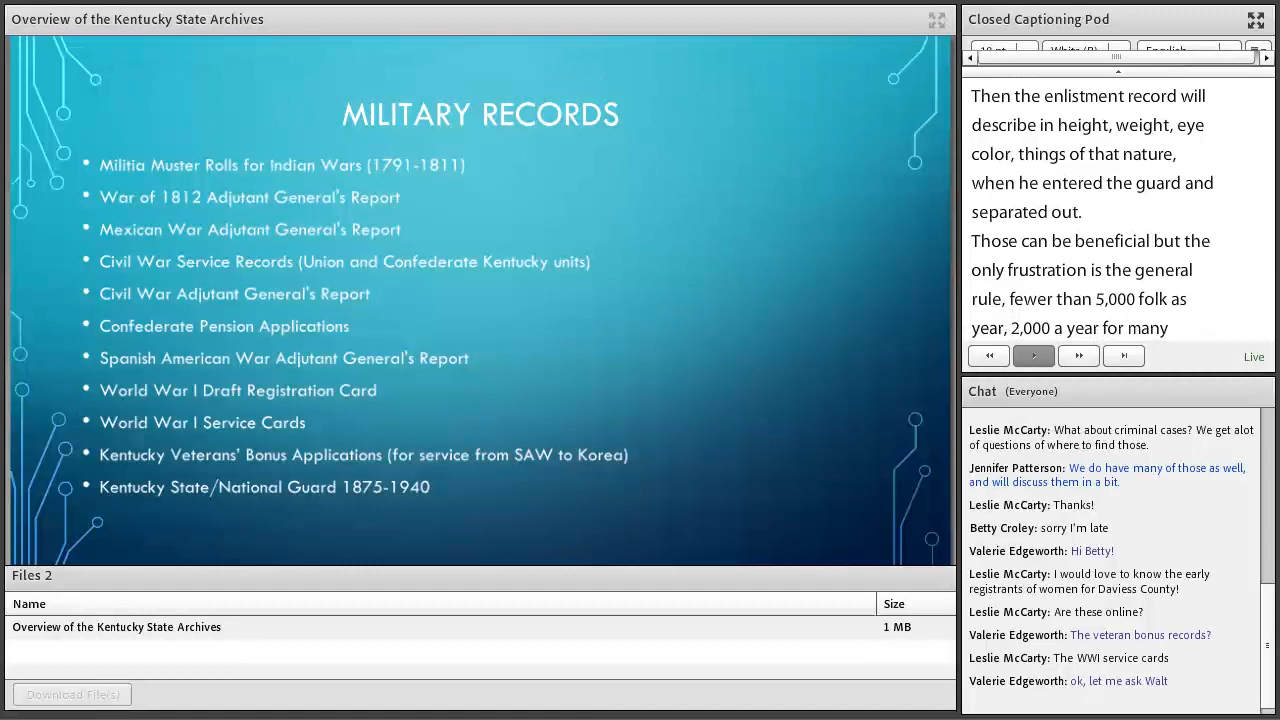 Overview of the Kentucky State Archives
MILITARY RECORDS
• Militia Muster Rolls for Indian Wars (1791-1811)
• War of 1812 Adjutant General's Report
• Mexican War Adjutant General's Report
• Civil War Service Records (Union and Confederate Kentucky units)
• Civil War Adjutant General's Report
• Confederate Pension Applications
• Spanish American War Adjutant General's Report
• World War I Draft Registration Card
• World War I Service Cards
• Kentucky Veterans' Bonus Applications (for service from SAW to Korea)
• Kentucky State/National Guard 1875-1940
Files 2
Name Size
Overview of the Kentucky State Archives 1 MB
Download File(s)
Closed Captioning Pod
Then the enlistment record will
describe in height, weight, eye
color, things of that nature,
when he entered the guard and
separated out.
Those can be beneficial but the
only frustration is the general
rule, fewer than 5,000 folk as
year, 2,000 a year for many
Live
Chat (Everyone)
Leslie McCarty: What about criminal cases? We get alot
of questions of where to find those.
Jennifer Patterson: We do have many of those as well,
and will discuss them in a bit.
Leslie McCarty: Thanks!
Betty Croley: sorry I'm late
Valerie Edgeworth: Hi Betty!
Leslie McCarty: I would love to know the early
registrants of women for Daviess County!
Leslie McCarty: Are these online?
Valerie Edgeworth: The veteran bonus records?
Leslie McCarty: The WWI service cards
Valerie Edgeworth: ok, let me ask Walt